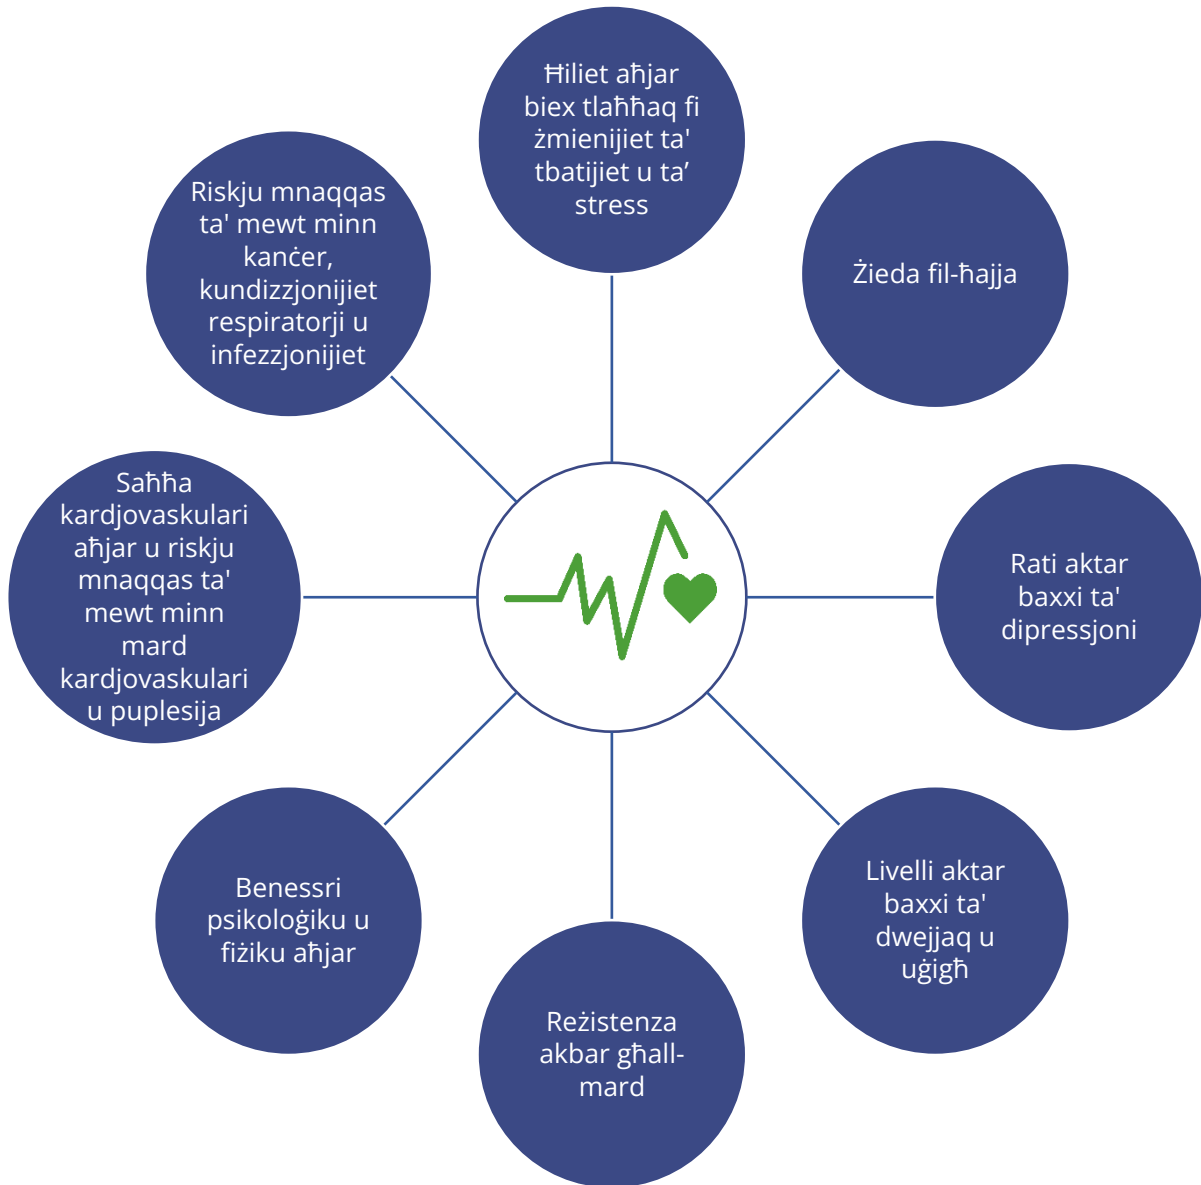 Ħiliet aħjar
biex tlaħħaq fi
żmienijiet ta'
tbatijiet u ta’
stress
Żieda fil-ħajja
Rati aktar
baxxi ta'
dipressjoni
Livelli aktar
baxxi ta'
dwejjaq u
uġigħ
Reżistenza
akbar għall-
mard
Benessri
psikoloġiku u
fiżiku aħjar
Saħħa
kardjovaskulari
aħjar u riskju
mnaqqas ta'
mewt minn
mard
kardjovaskulari
u puplesija
Riskju mnaqqas
ta' mewt minn
kanċer,
kundizzjonijiet
respiratorji u
infezzjonijiet